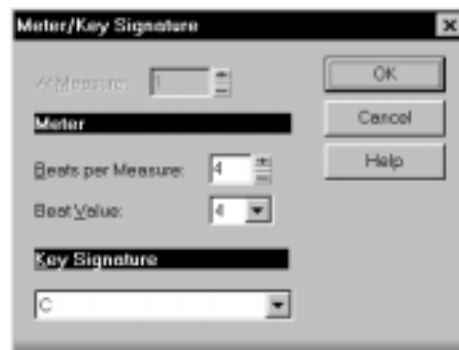 Meter/Key Signature
At Measure: 1
OK
Meter
Cancel
Beats per Measure: 4
Help
Beat Value: 4
Key Signature
C